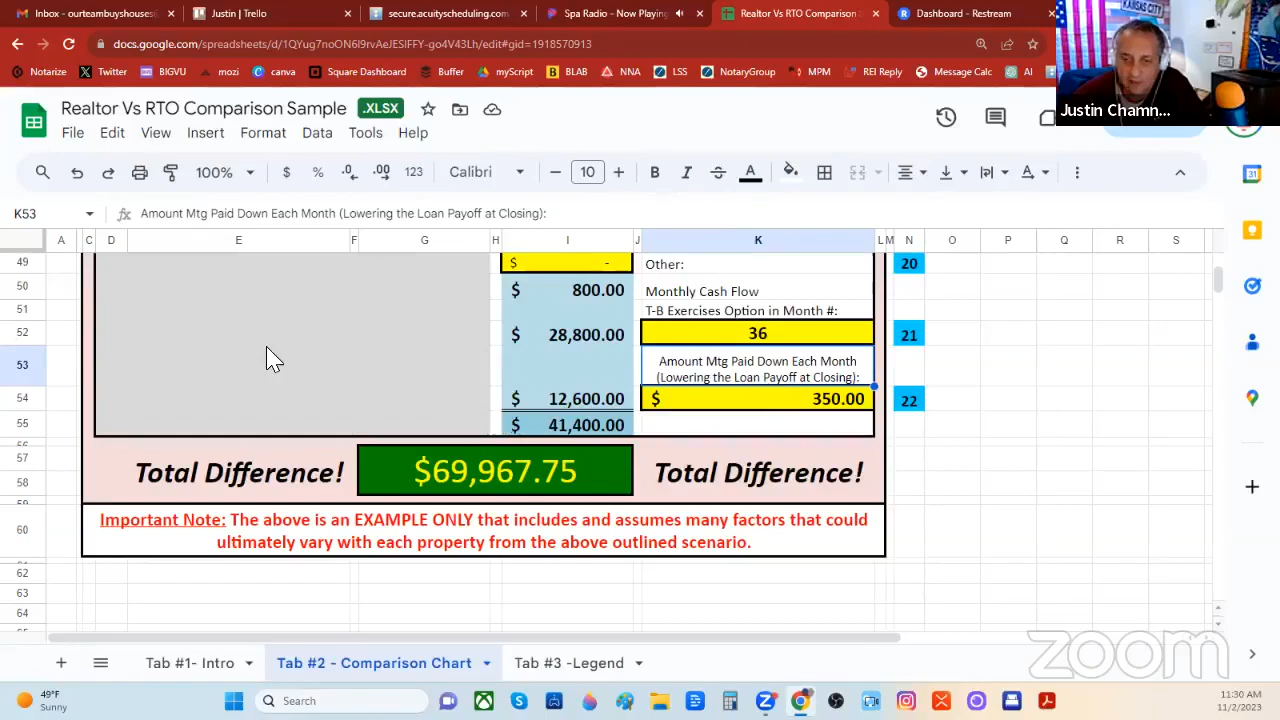 Inbox - ourteambuyshouses
Justin | Trello
secure.acuityscheduling.com
Spa Radio - Now Playing
Realtor Vs RTO Comparison
Dashboard - Restream
docs.google.com/spreadsheets/d/1QYug7noON6I9rvAeJESIFFY-go4V43Lh/edit#gid=1918570913
Notarize
Twitter
BIGVU
mozi
canva
Square Dashboard
Buffer
myScript
BLAB
NNA
LSS
NotaryGroup
MPM
REI Reply
Message Calc
AI
Justin Chamn...
Realtor Vs RTO Comparison Sample .XLSX
File Edit View Insert Format Data Tools Help
100% $ % .0 .00 123 Calibri 10 B I A
K53 fx Amount Mtg Paid Down Each Month (Lowering the Loan Payoff at Closing):
A C D E F G H I J K L M N O P Q R S
49 $ - Other: 20
50 $ 800.00 Monthly Cash Flow
51 T-B Exercises Option in Month #:
52 $ 28,800.00 36 21
53 Amount Mtg Paid Down Each Month
(Lowering the Loan Payoff at Closing):
54 $ 12,600.00 $ 350.00 22
55 $ 41,400.00
57
58 Total Difference! $69,967.75 Total Difference!
60 Important Note: The above is an EXAMPLE ONLY that includes and assumes many factors that could
ultimately vary with each property from the above outlined scenario.
62
63
64
zoom
Tab #1- Intro Tab #2 - Comparison Chart Tab #3 -Legend
49°F
Sunny
Search
11:30 AM
11/2/2023